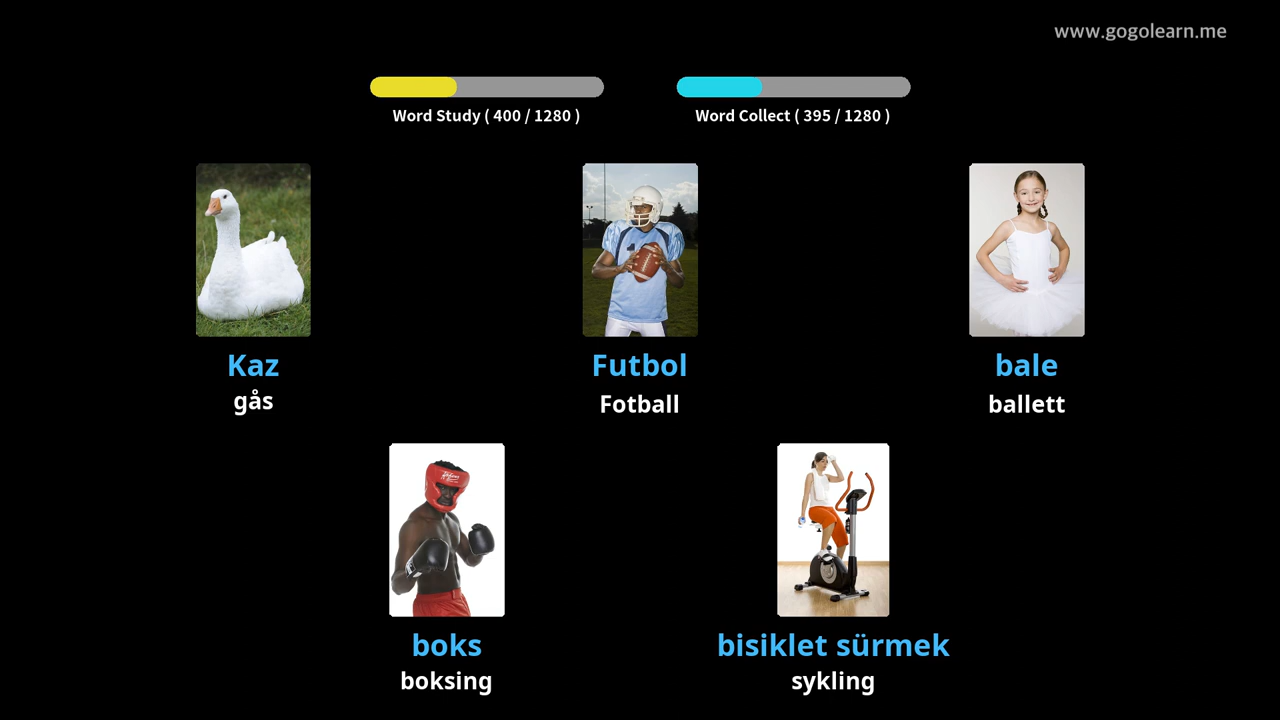 www.gogolearn.me
Word Study ( 400 / 1280 )
Word Collect ( 395 / 1280 )
Kaz
gås
Futbol
Fotball
bale
ballett
boks
boksing
bisiklet sürmek
sykling